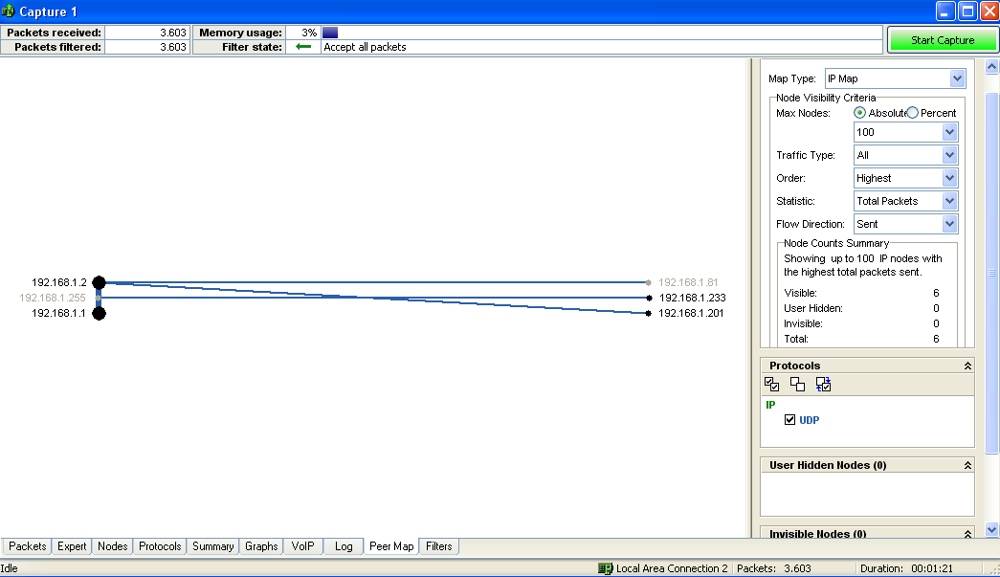 Capture 1
Packets received: 3.603 Memory usage: 3%
Packets filtered: 3.603 Filter state: Accept all packets
Start Capture
Map Type: IP Map
Node Visibility Criteria
Max Nodes: Absolute Percent
100
Traffic Type: All
Order: Highest
Statistic: Total Packets
Flow Direction: Sent
Node Counts Summary
Showing up to 100 IP nodes with
the highest total packets sent.
Visible: 6
User Hidden: 0
Invisible: 0
Total: 6
192.168.1.2 192.168.1.81
192.168.1.255 192.168.1.233
192.168.1.1 192.168.1.201
Protocols
IP
UDP
User Hidden Nodes (0)
Invisible Nodes (0)
Packets Expert Nodes Protocols Summary Graphs VoIP Log Peer Map Filters
Idle Local Area Connection 2 Packets: 3.603 Duration: 00:01:21